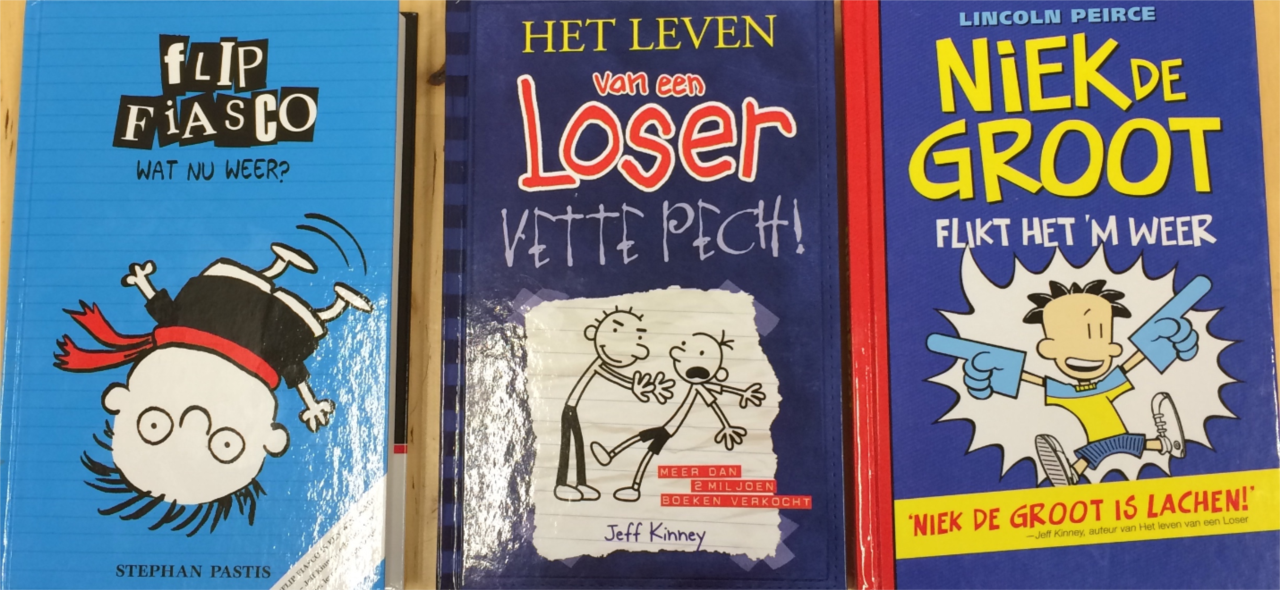 fLiP
FiASCO
WAT NU WEER?
STEPHAN PASTIS
HET LEVEN
van een
Loser
VETTE PECH!
MEER DAN
2 MILJOEN
BOEKEN VERKOCHT
Jeff Kinney
LINCOLN PEIRCE
NiEK DE
GROOT
FLIKT HET 'M WEER
'NIEK DE GROOT IS LACHEN!'
—Jeff Kinney, auteur van Het leven van een Loser